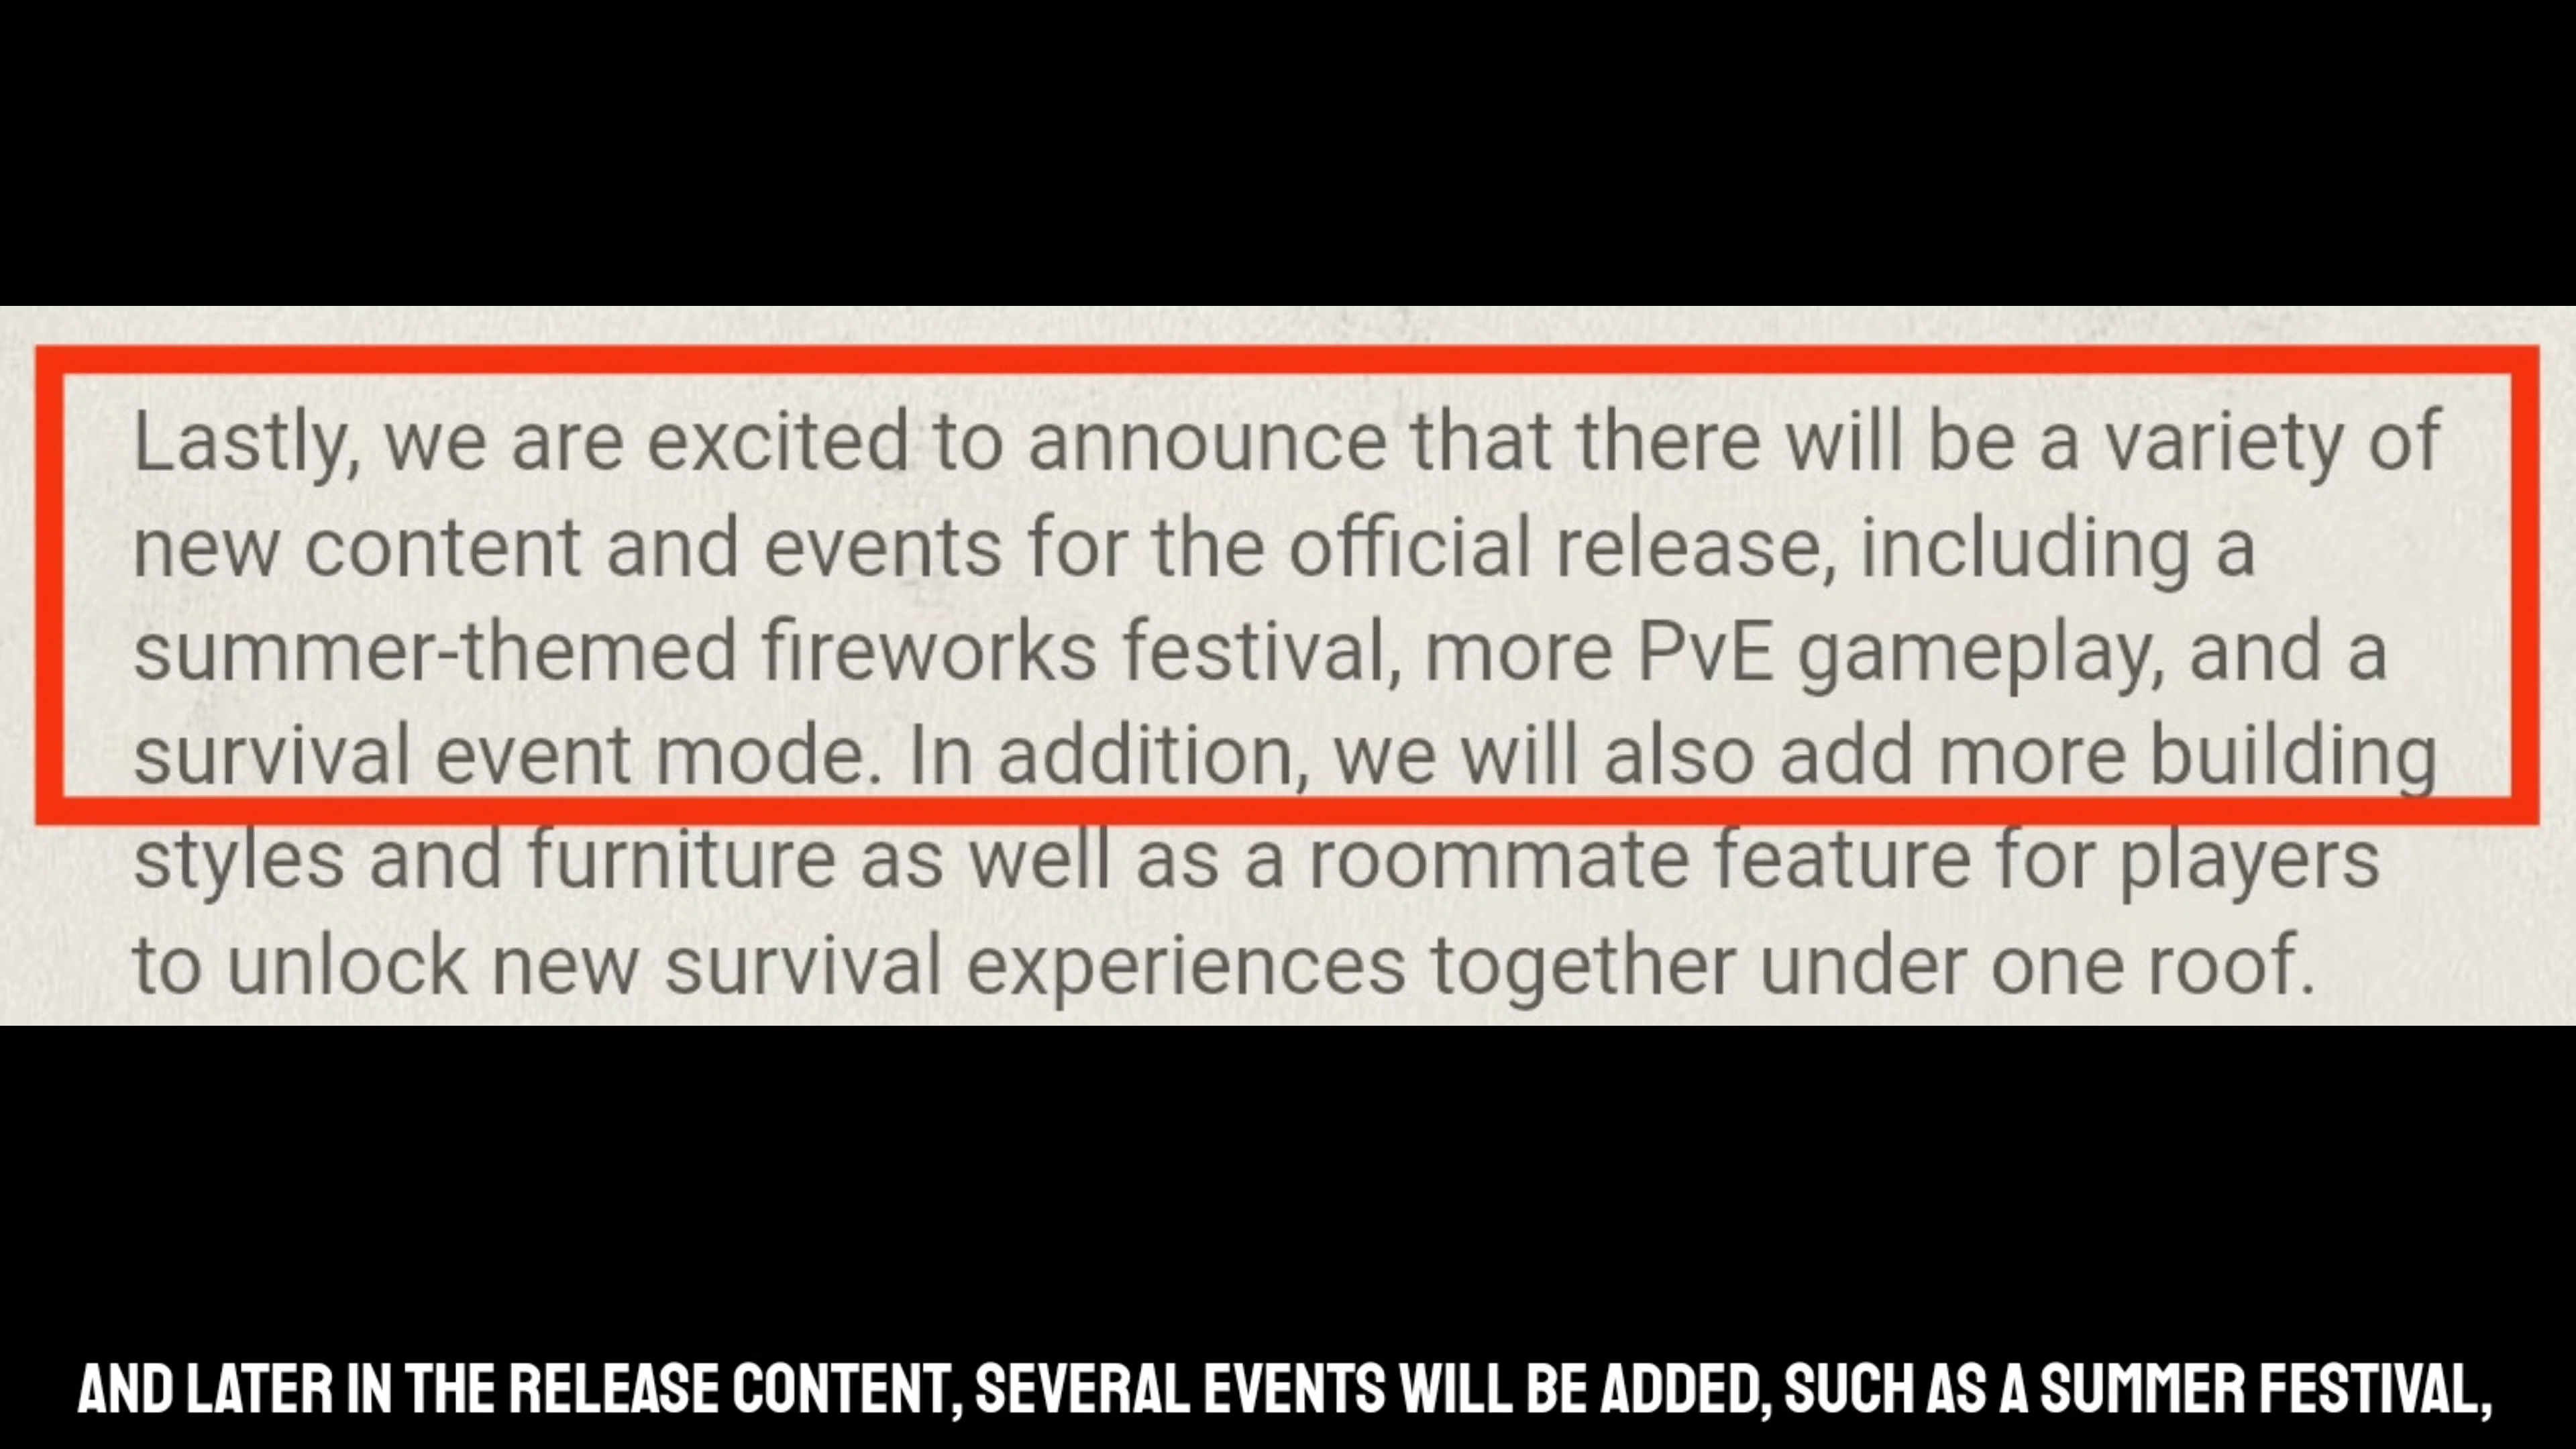 Lastly, we are excited to announce that there will be a variety of
new content and events for the official release, including a
summer-themed fireworks festival, more PvE gameplay, and a
survival event mode. In addition, we will also add more building
styles and furniture as well as a roommate feature for players
to unlock new survival experiences together under one roof.
AND LATER IN THE RELEASE CONTENT, SEVERAL EVENTS WILL BE ADDED, SUCH AS A SUMMER FESTIVAL,